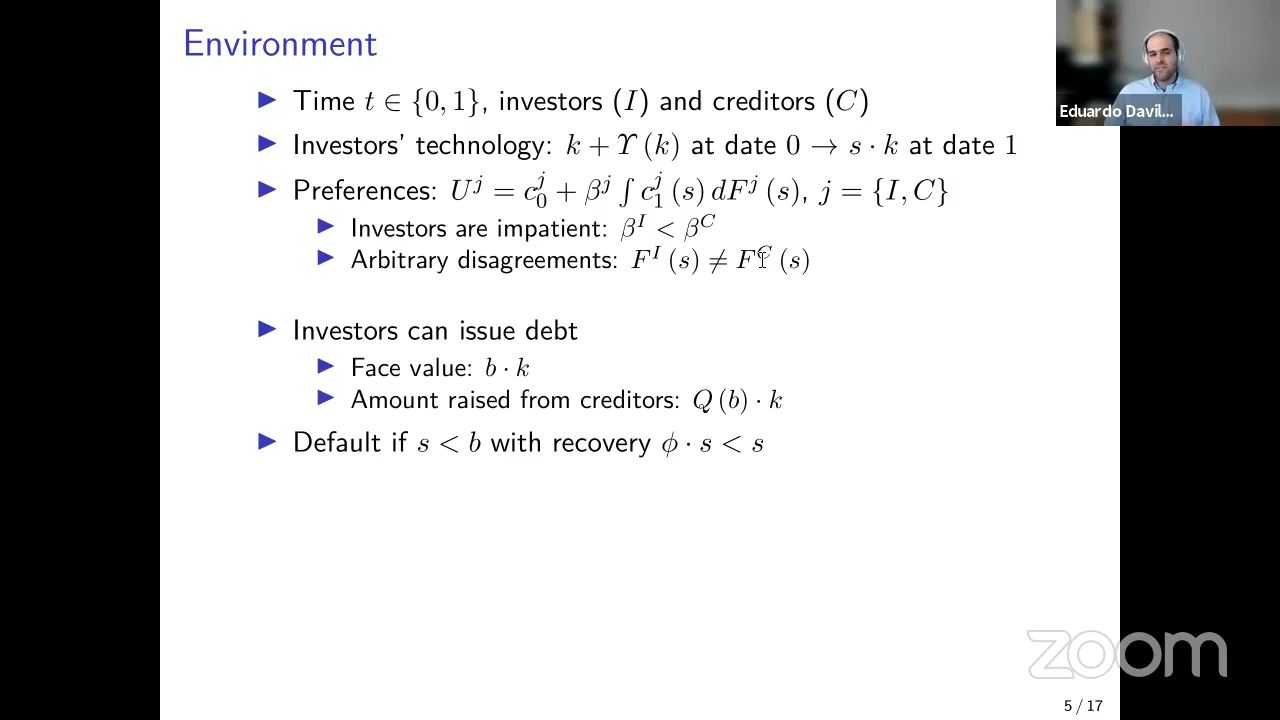 Environment
▶ Time t ∈ {0, 1}, investors (I) and creditors (C)
▶ Investors' technology: k + ϒ (k) at date 0 → s · k at date 1
▶ Preferences: U^j = c_0^j + β^j ∫ c_1^j (s) dF^j (s), j = {I, C}
▶ Investors are impatient: β^I < β^C
▶ Arbitrary disagreements: F^I (s) ≠ F^C (s)
▶ Investors can issue debt
▶ Face value: b · k
▶ Amount raised from creditors: Q (b) · k
▶ Default if s < b with recovery ϕ · s < s
Eduardo Davil...
zoom
5 / 17